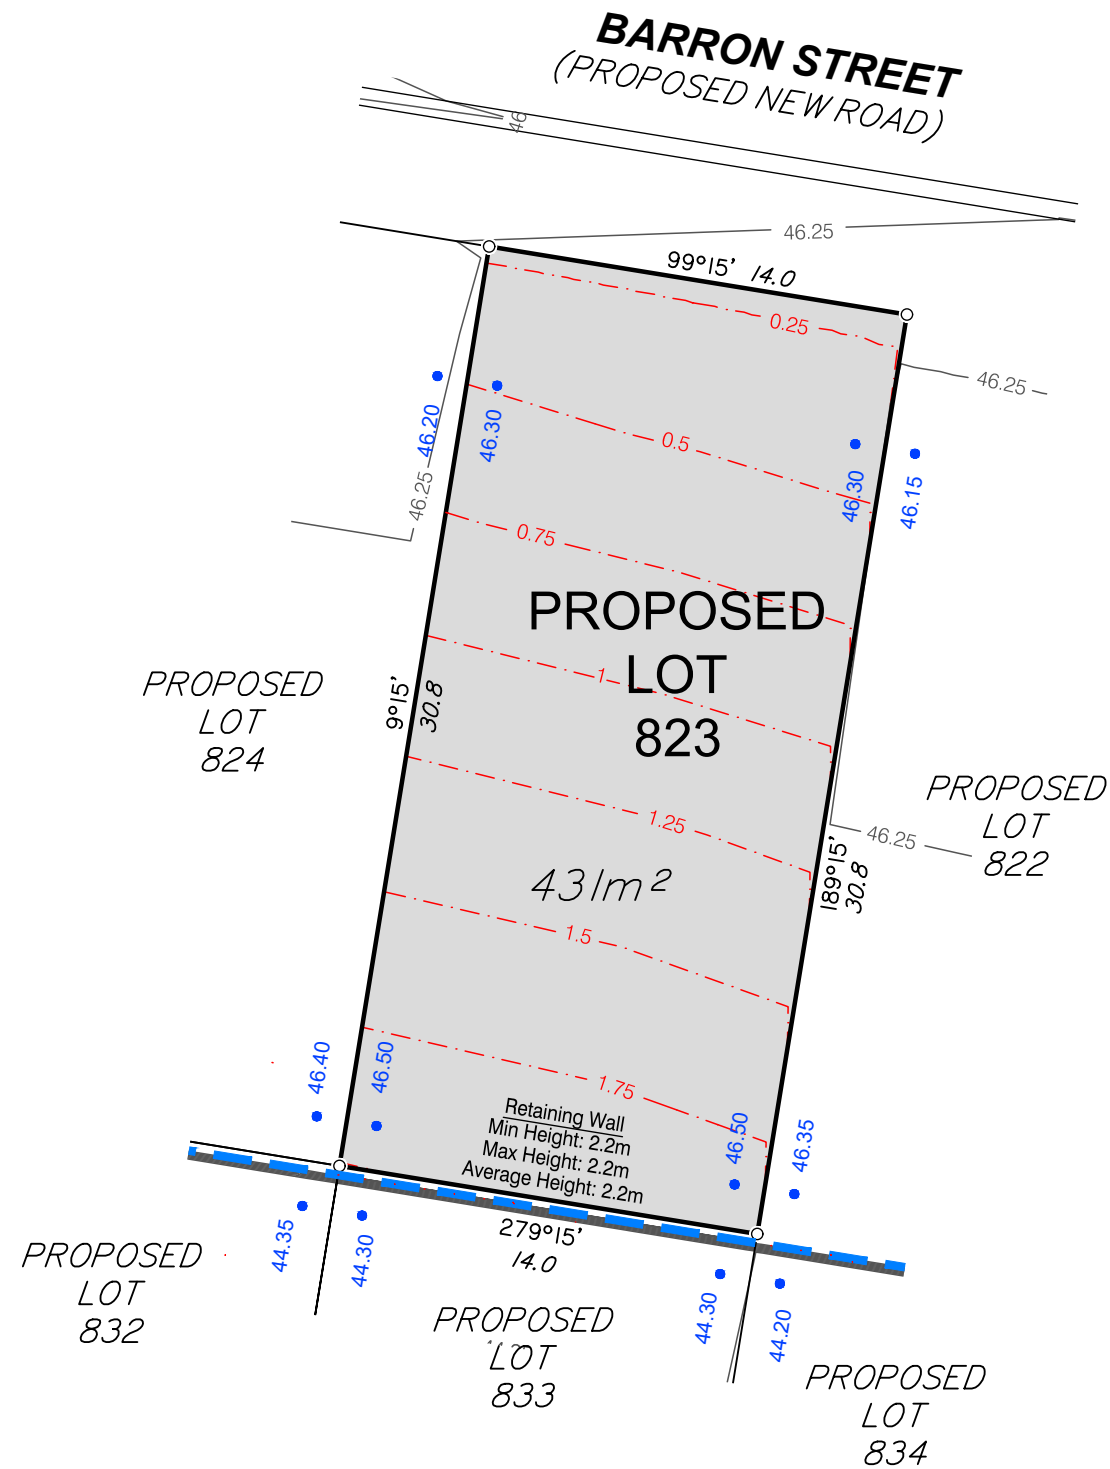 BARRON STREET
(PROPOSED NEW ROAD)
46
46.25
99°15' 14.0
0.25
46.25
46.20
46.30
0.5
46.30
46.15
46.25
0.75
PROPOSED
LOT
823
1
PROPOSED
LOT
824
9°15'
30.8
1.25
PROPOSED
LOT
822
46.25
189°15'
30.8
431m²
1.5
1.75
46.40
46.50
Retaining Wall
Min Height: 2.2m
Max Height: 2.2m
Average Height: 2.2m
46.50
46.35
279°15'
14.0
44.35
44.30
44.30
44.20
PROPOSED
LOT
832
PROPOSED
LOT
833
PROPOSED
LOT
834